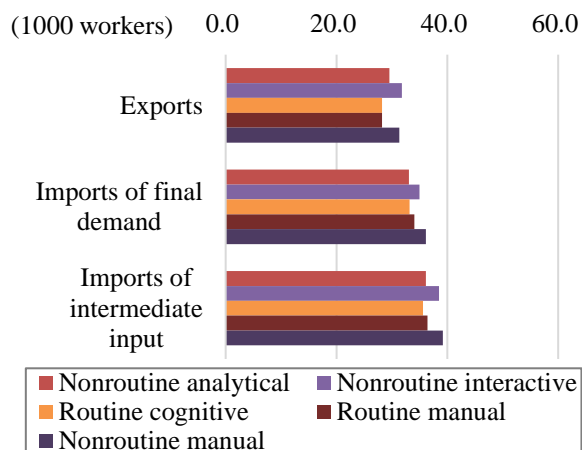 (1000 workers) 0.0 20.0 40.0 60.0
Exports
Imports of final
demand
Imports of
intermediate
input
Nonroutine analytical Nonroutine interactive
Routine cognitive Routine manual
Nonroutine manual